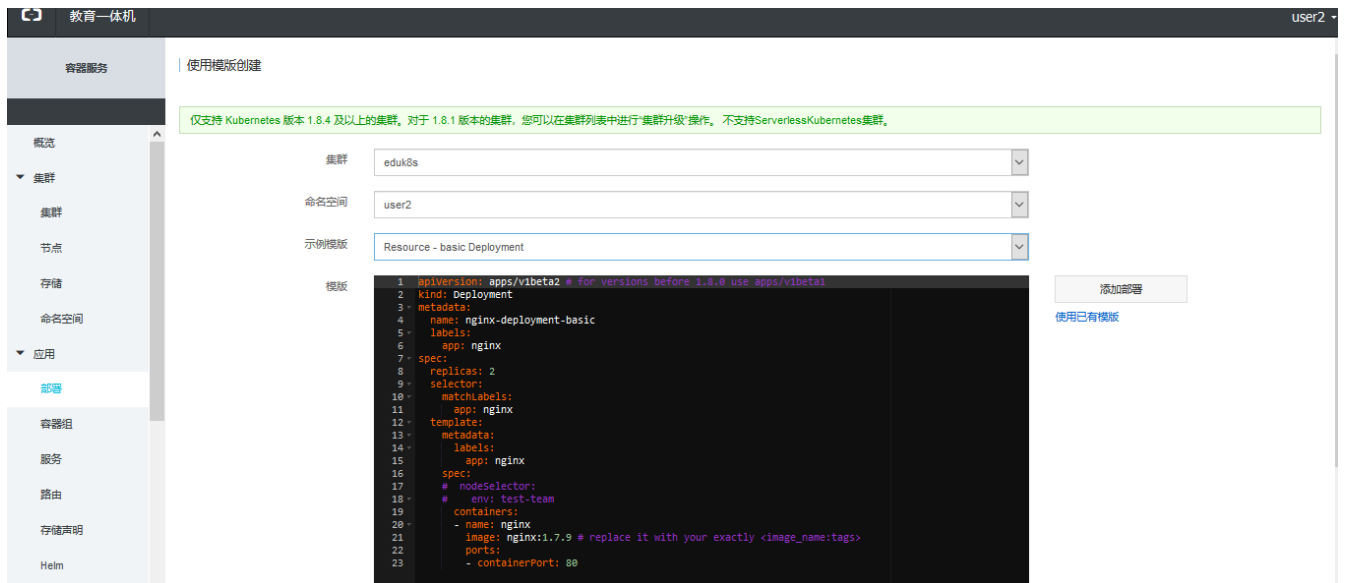 教育一体机
user2
容器服务
使用模版创建
仅支持 Kubernetes 版本 1.8.4 及以上的集群。对于 1.8.1 版本的集群，您可以在集群列表中进行“集群升级”操作。 不支持ServerlessKubernetes集群。
概览
集群
集群
节点
存储
命名空间
应用
部署
容器组
服务
路由
存储声明
Helm
集群
eduk8s
命名空间
user2
示例模版
Resource - basic Deployment
模版
1 apiVersion: apps/v1beta2 # for versions before 1.8.0 use apps/v1beta1
2 kind: Deployment
3 metadata:
4   name: nginx-deployment-basic
5   labels:
6     app: nginx
7 spec:
8   replicas: 2
9   selector:
10     matchLabels:
11       app: nginx
12   template:
13     metadata:
14       labels:
15         app: nginx
16     spec:
17     #  nodeSelector:
18     #    env: test-team
19       containers:
20       - name: nginx
21         image: nginx:1.7.9 # replace it with your exactly <image_name:tags>
22         ports:
23         - containerPort: 80
添加部署
使用已有模版